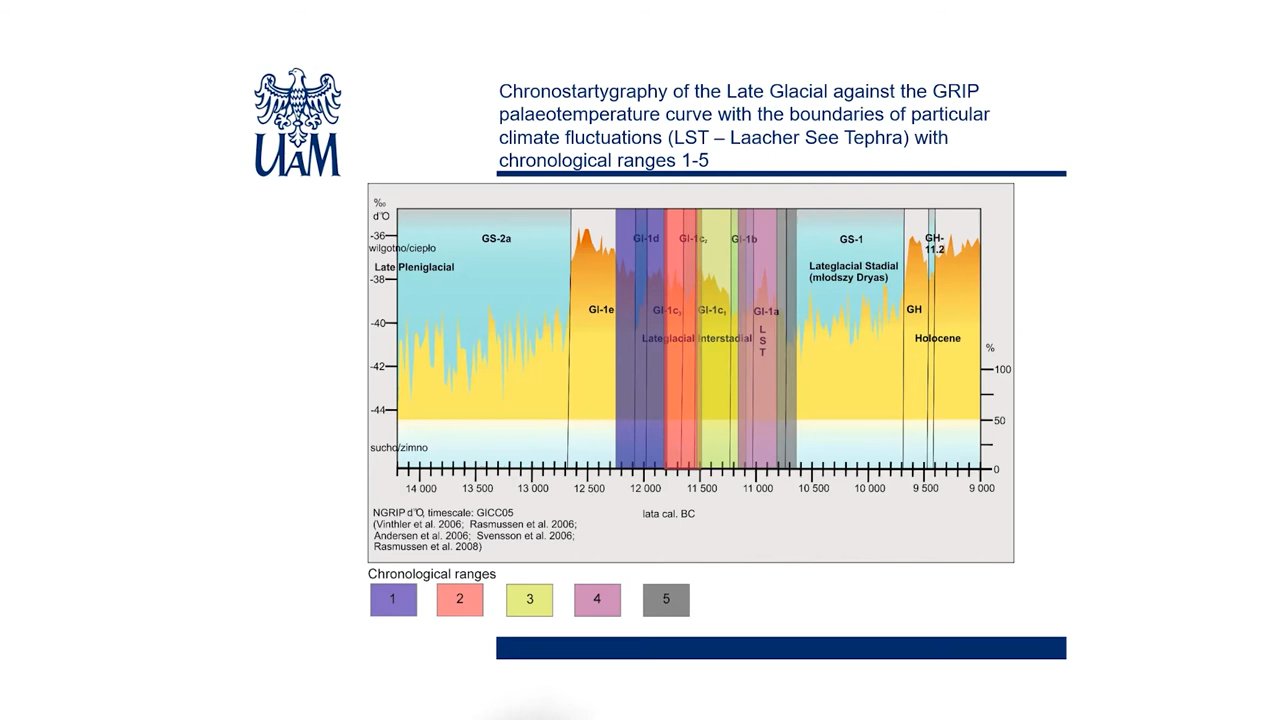 UAM
Chronostartygraphy of the Late Glacial against the GRIP
palaeotemperature curve with the boundaries of particular
climate fluctuations (LST – Laacher See Tephra) with
chronological ranges 1-5
‰
d18O
-36
wilgotno/ciepło
-38
-40
-42
-44
sucho/zimno
Late Pleniglacial
GS-2a
GI-1e
GI-1d
GI-1c₃
GI-1c₂
GI-1c₁
GI-1b
GI-1a
Lateglacial interstadial
L
S
T
GS-1
Lateglacial Stadial
(młodszy Dryas)
GH
GH-
11.2
Holocene
%
100
50
0
14 000 13 500 13 000 12 500 12 000 11 500 11 000 10 500 10 000 9 500 9 000
lata cal. BC
NGRIP d18O, timescale: GICC05
(Vinthler et al. 2006; Rasmussen et al. 2006;
Andersen et al. 2006; Svensson et al. 2006;
Rasmussen et al. 2008)
Chronological ranges
1 2 3 4 5